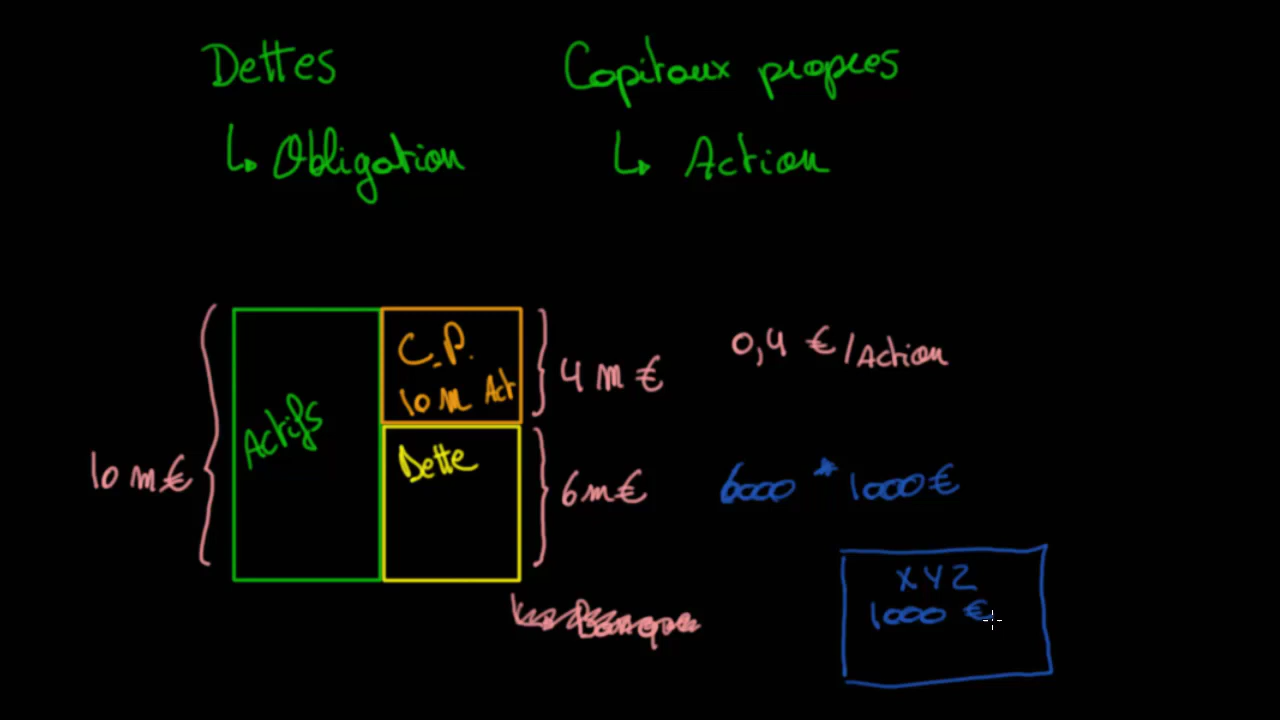 Dettes
Capitaux propres
↳ Obligation
↳ Action
C.P.
10 m Act
4 m €
0,4 € / Action
Actifs
10 m €
Dette
6 m €
6000 * 1000 €
XYZ
1000 €